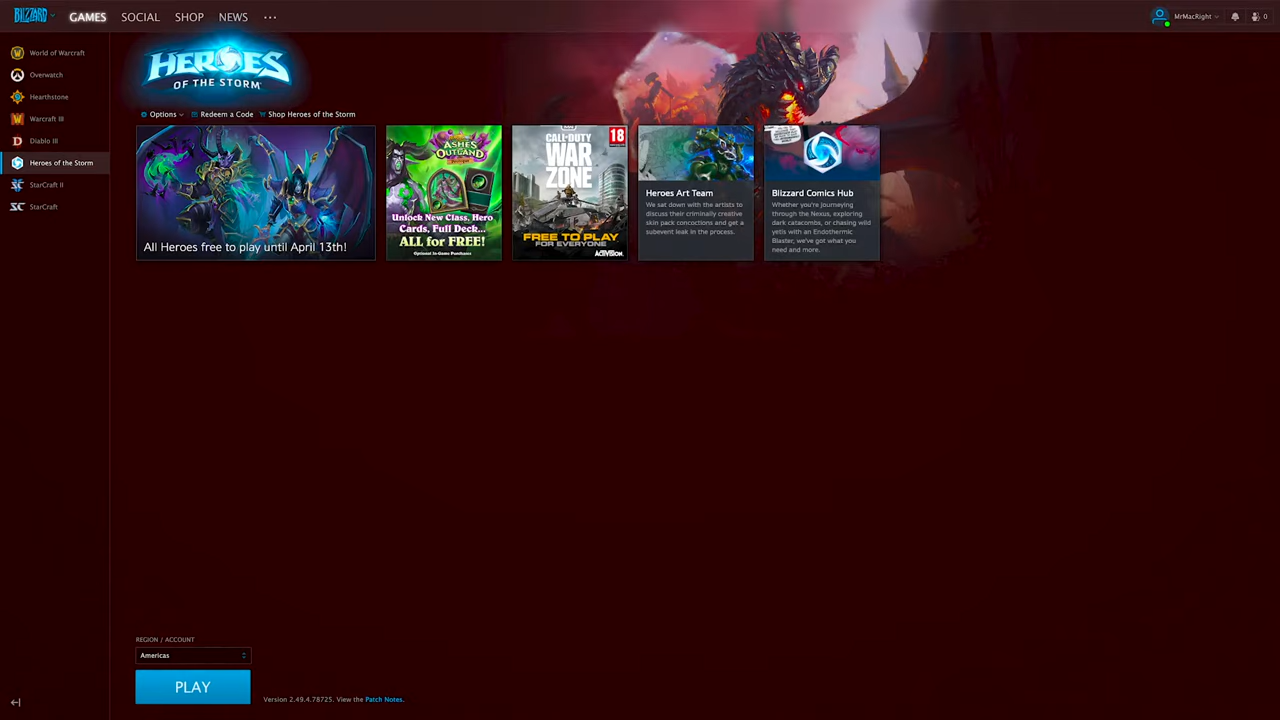 BLIZZARD
GAMES
SOCIAL
SHOP
NEWS
MrMacRight
0
World of Warcraft
Overwatch
Hearthstone
Warcraft III
Diablo III
Heroes of the Storm
StarCraft II
StarCraft
HEROES
OF THE STORM
Options
Redeem a Code
Shop Heroes of the Storm
All Heroes free to play until April 13th!
ASHES OF
OUTLAND
Unlock New Class, Hero
Cards, Full Deck...
ALL for FREE!
Optional In-Game Purchases
18
CALL OF DUTY
WAR
ZONE
FREE TO PLAY
FOR EVERYONE
ACTIVISION
Heroes Art Team
We sat down with the artists to
discuss their criminally creative
skin pack concoctions and get a
subevent leak in the process.
Blizzard Comics Hub
Whether you're journeying
through the Nexus, exploring
dark catacombs, or chasing wild
yetis with an Endothermic
Blaster, we've got what you
need and more.
REGION / ACCOUNT
Americas
PLAY
Version 2.49.4.78725. View the Patch Notes.